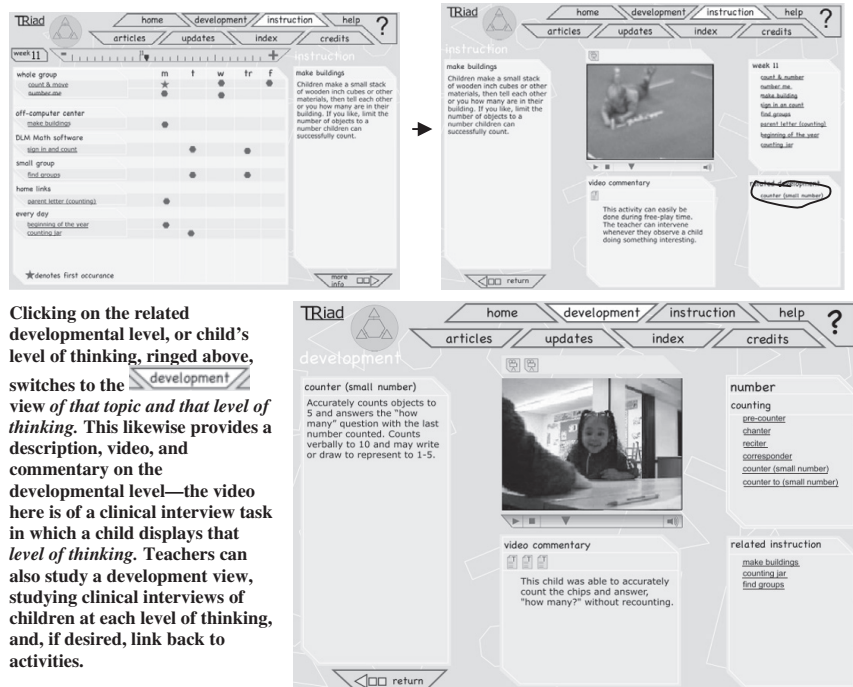 TRiad
home
development
instruction
help
?
articles
updates
index
credits
week 11
instruction
whole group
m t w tr f
count & move
number me
off-computer center
make buildings
DLM Math software
sign in and count
small group
find groups
home links
parent letter (counting)
every day
beginning of the year
counting jar
★denotes first occurance
make buildings
Children make a small stack
of wooden inch cubes or other
materials, then tell each other
or you how many are in their
building. If you like, limit the
number of objects to a
number children can
successfully count.
more
info
TRiad
home
development
instruction
help
?
articles
updates
index
credits
instruction
make buildings
Children make a small stack
of wooden inch cubes or other
materials, then tell each other
or you how many are in their
building. If you like, limit the
number of objects to a
number children can
successfully count.
video commentary
This activity can easily be
done during free-play time.
The teacher can intervene
whenever they observe a child
doing something interesting.
week 11
count & number
number me
make building
sign in an count
find groups
parent letter (counting)
beginning of the year
counting jar
related development
counter (small number)
return
Clicking on the related
developmental level, or child's
level of thinking, ringed above,
switches to the development
view of that topic and that level of
thinking. This likewise provides a
description, video, and
commentary on the
developmental level—the video
here is of a clinical interview task
in which a child displays that
level of thinking. Teachers can
also study a development view,
studying clinical interviews of
children at each level of thinking,
and, if desired, link back to
activities.
TRiad
home
development
instruction
help
?
articles
updates
index
credits
development
counter (small number)
Accurately counts objects to
5 and answers the "how
many" question with the last
number counted. Counts
verbally to 10 and may write
or draw to represent to 1-5.
video commentary
This child was able to accurately
count the chips and answer,
"how many?" without recounting.
number
counting
pre-counter
chanter
reciter
corresponder
counter (small number)
counter to (small number)
related instruction
make buildings
counting jar
find groups
return